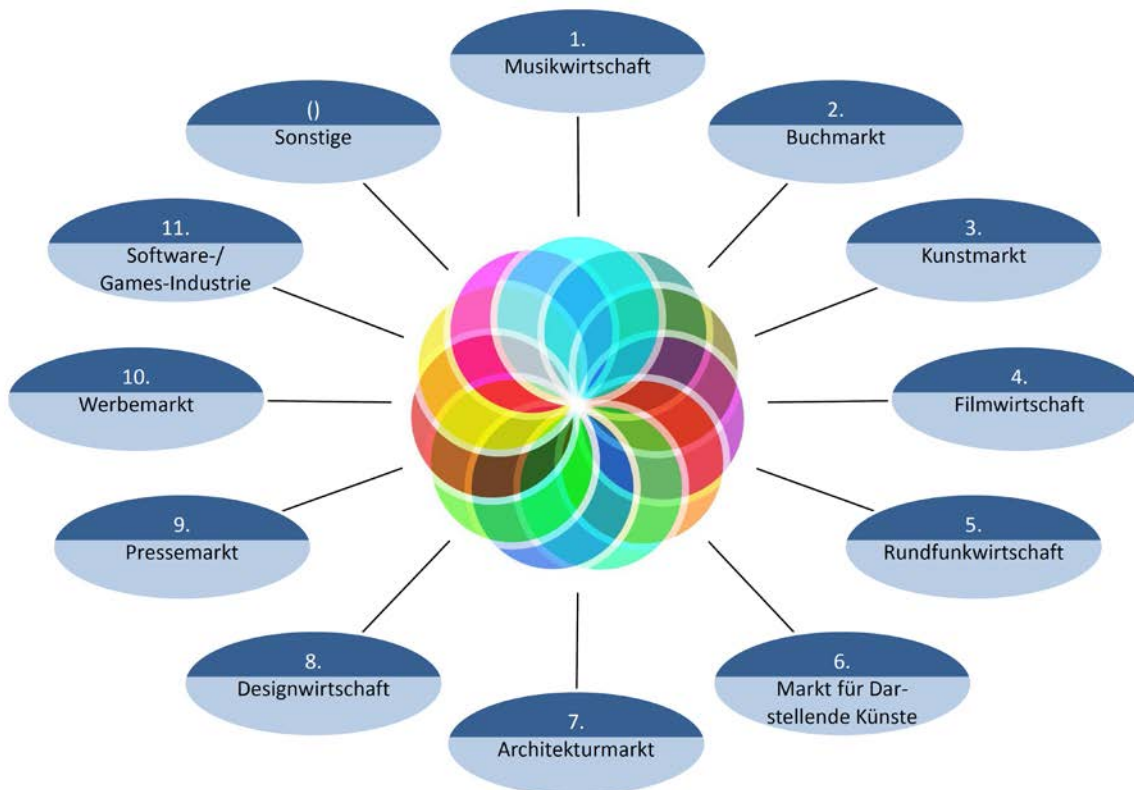 1.
Musikwirtschaft
2.
Buchmarkt
3.
Kunstmarkt
4.
Filmwirtschaft
5.
Rundfunkwirtschaft
6.
Markt für Dar-
stellende Künste
7.
Architekturmarkt
8.
Designwirtschaft
9.
Pressemarkt
10.
Werbemarkt
11.
Software-/
Games-Industrie
()
Sonstige